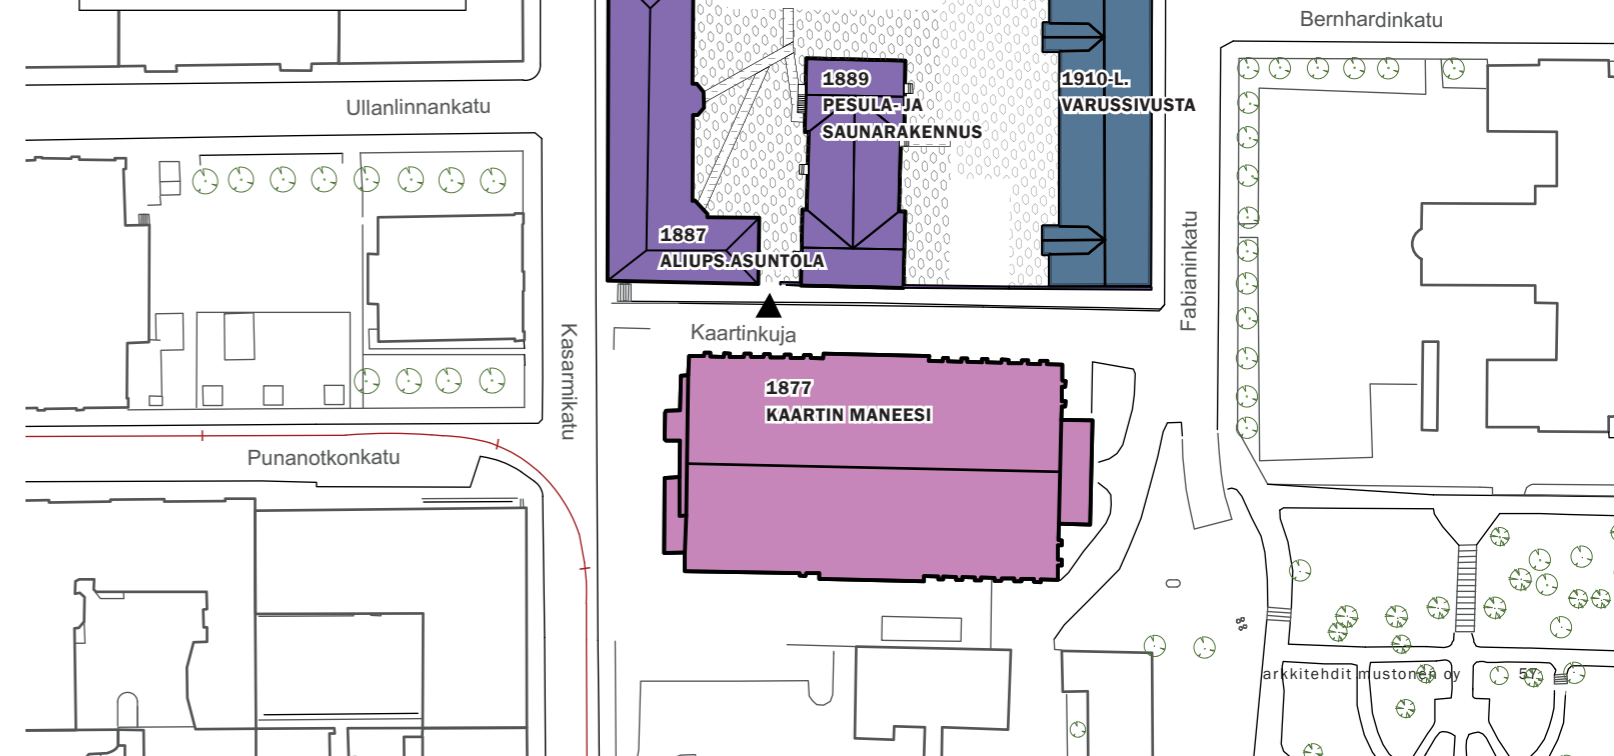 Bernhardinkatu
Ullanlinnankatu
1889
PESULA- JA
SAUNARAKENNUS
1910-L.
VARUSSIVUSTA
1887
ALIUPS.ASUNTOLA
Fabianinkatu
Kaartinkuja
Kasarmikatu
1877
KAARTIN MANEESI
Punanotkonkatu
arkkitehdit mustonen oy 57